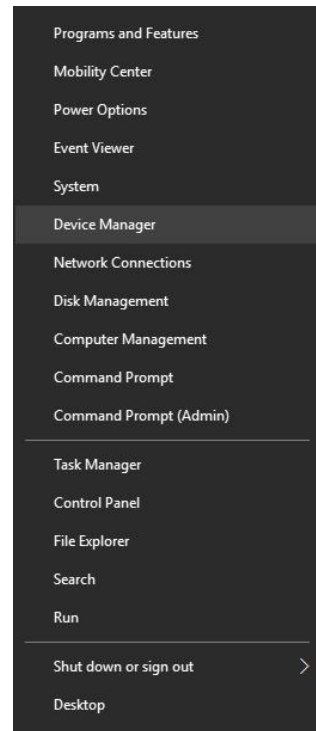 Programs and Features
Mobility Center
Power Options
Event Viewer
System
Device Manager
Network Connections
Disk Management
Computer Management
Command Prompt
Command Prompt (Admin)
Task Manager
Control Panel
File Explorer
Search
Run
Shut down or sign out
Desktop